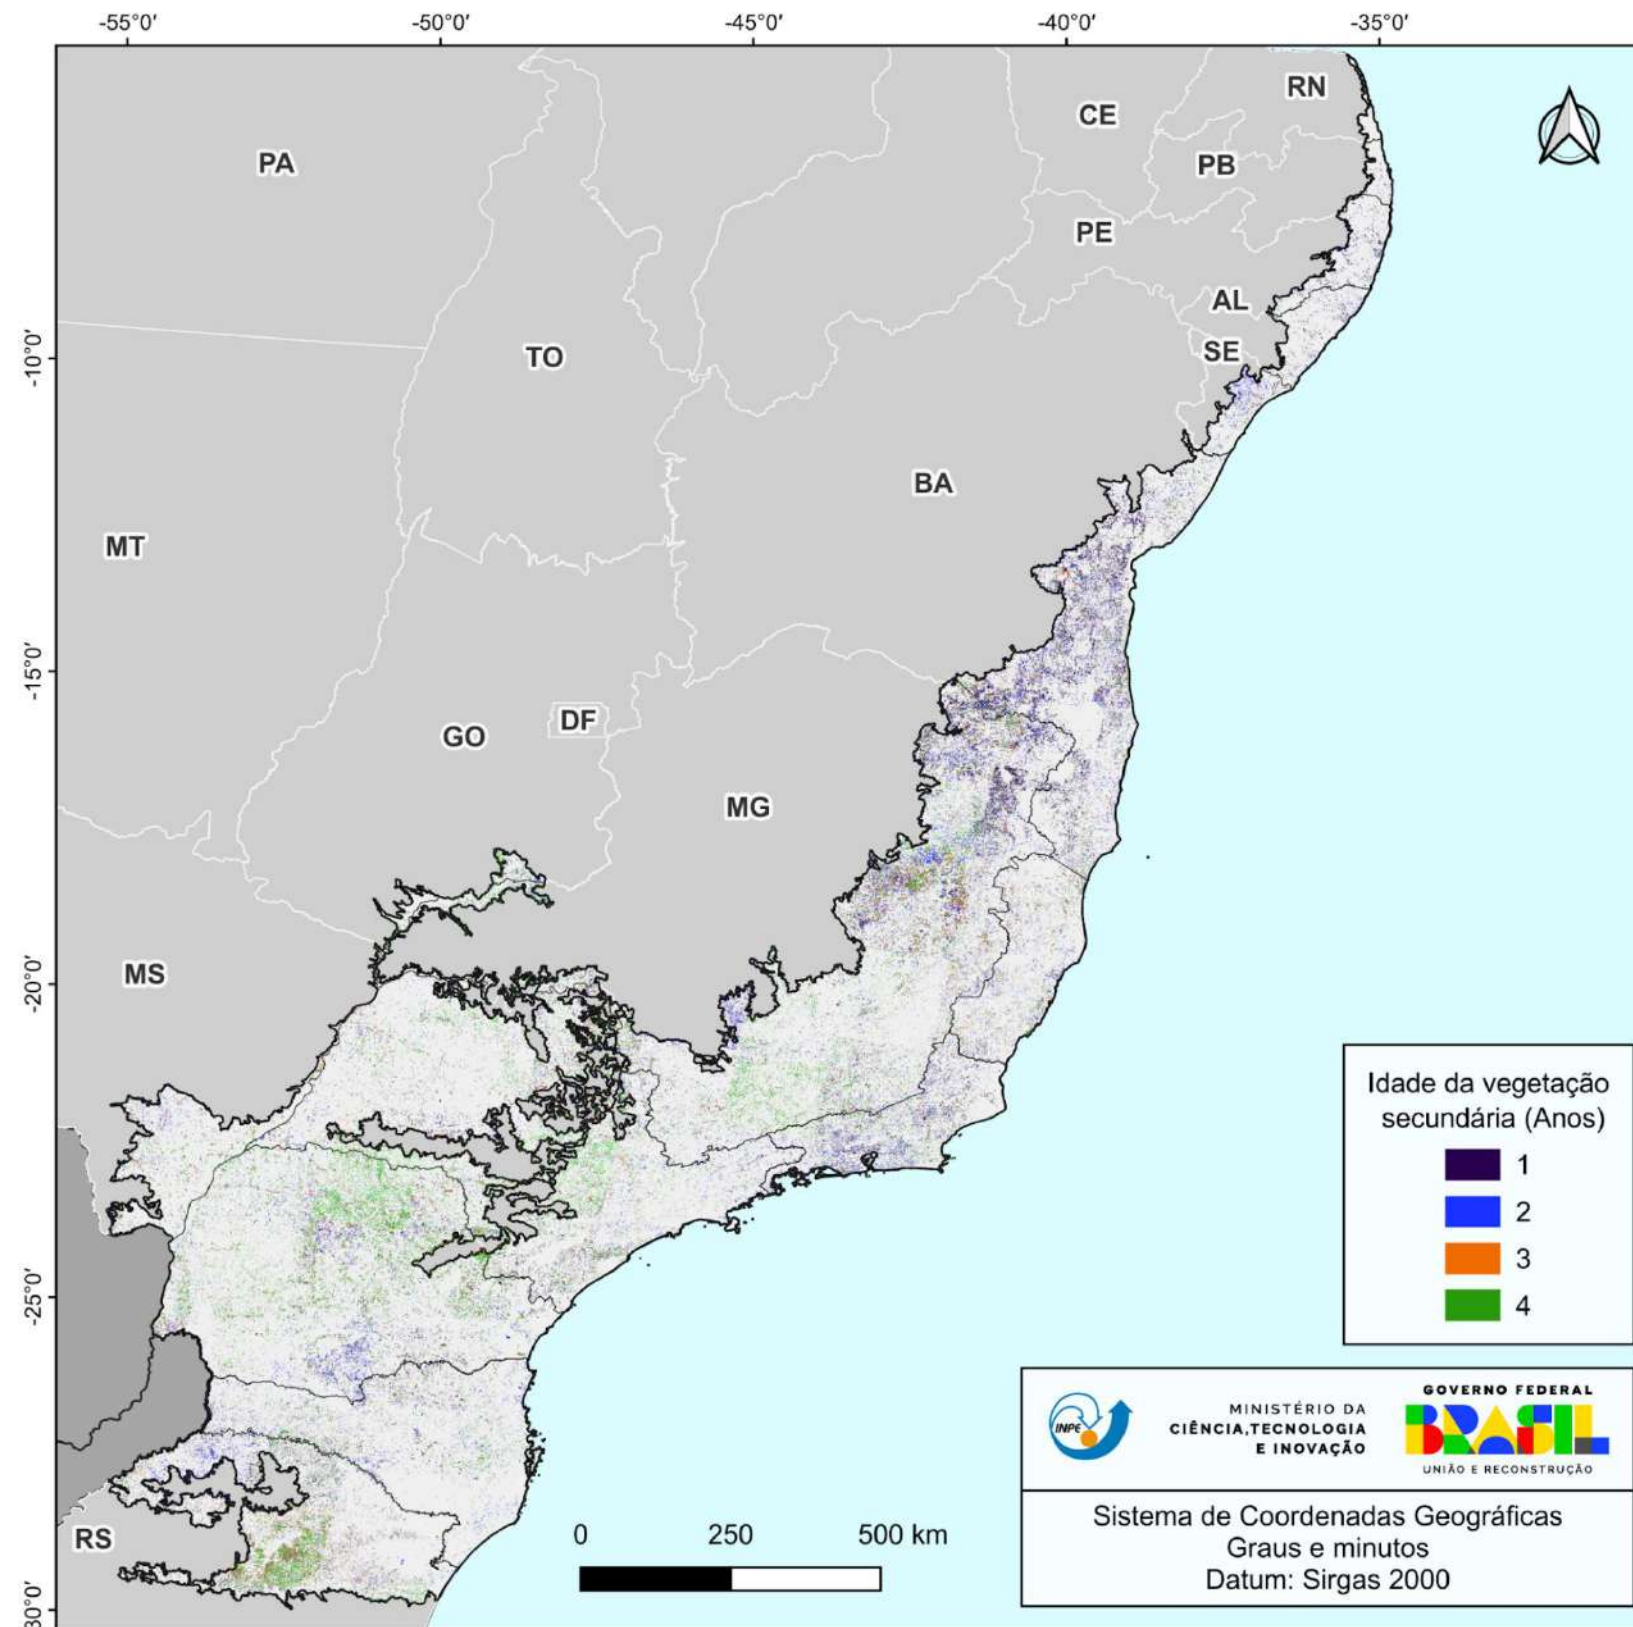 -55°0′ -50°0′ -45°0′ -40°0′ -35°0′
RN
CE
PA
PB
PE
AL
-10°0′
SE
TO
BA
MT
-15°0′
DF
GO
MG
MS
-20°0′
Idade da vegetação
secundária (Anos)
1
2
3
4
-25°0′
INPE
MINISTÉRIO DA
CIÊNCIA,TECNOLOGIA
E INOVAÇÃO
GOVERNO FEDERAL
BRASIL
UNIÃO E RECONSTRUÇÃO
RS
0 250 500 km
Sistema de Coordenadas Geográficas
Graus e minutos
Datum: Sirgas 2000
30°0′